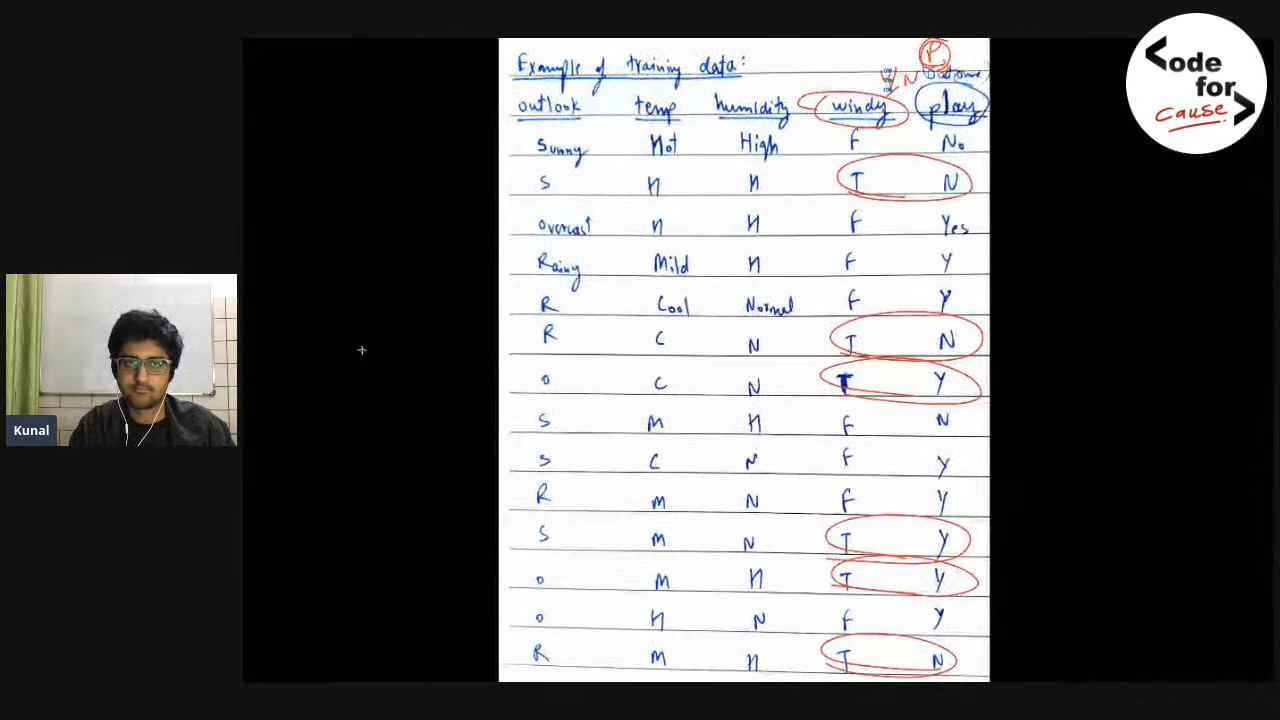 Example of training data:
P
Y N (outcome)
outlook temp humidity windy play
Sunny Hot High F No
S H H T N
Overcast H H F Yes
Rainy Mild H F Y
R Cool Normal F Y
R C N T N
O C N T Y
S M H F N
S C N F Y
R M N F Y
S M N T Y
O M H T Y
O H N F Y
R M H T N
<ode
for>
cause
Kunal